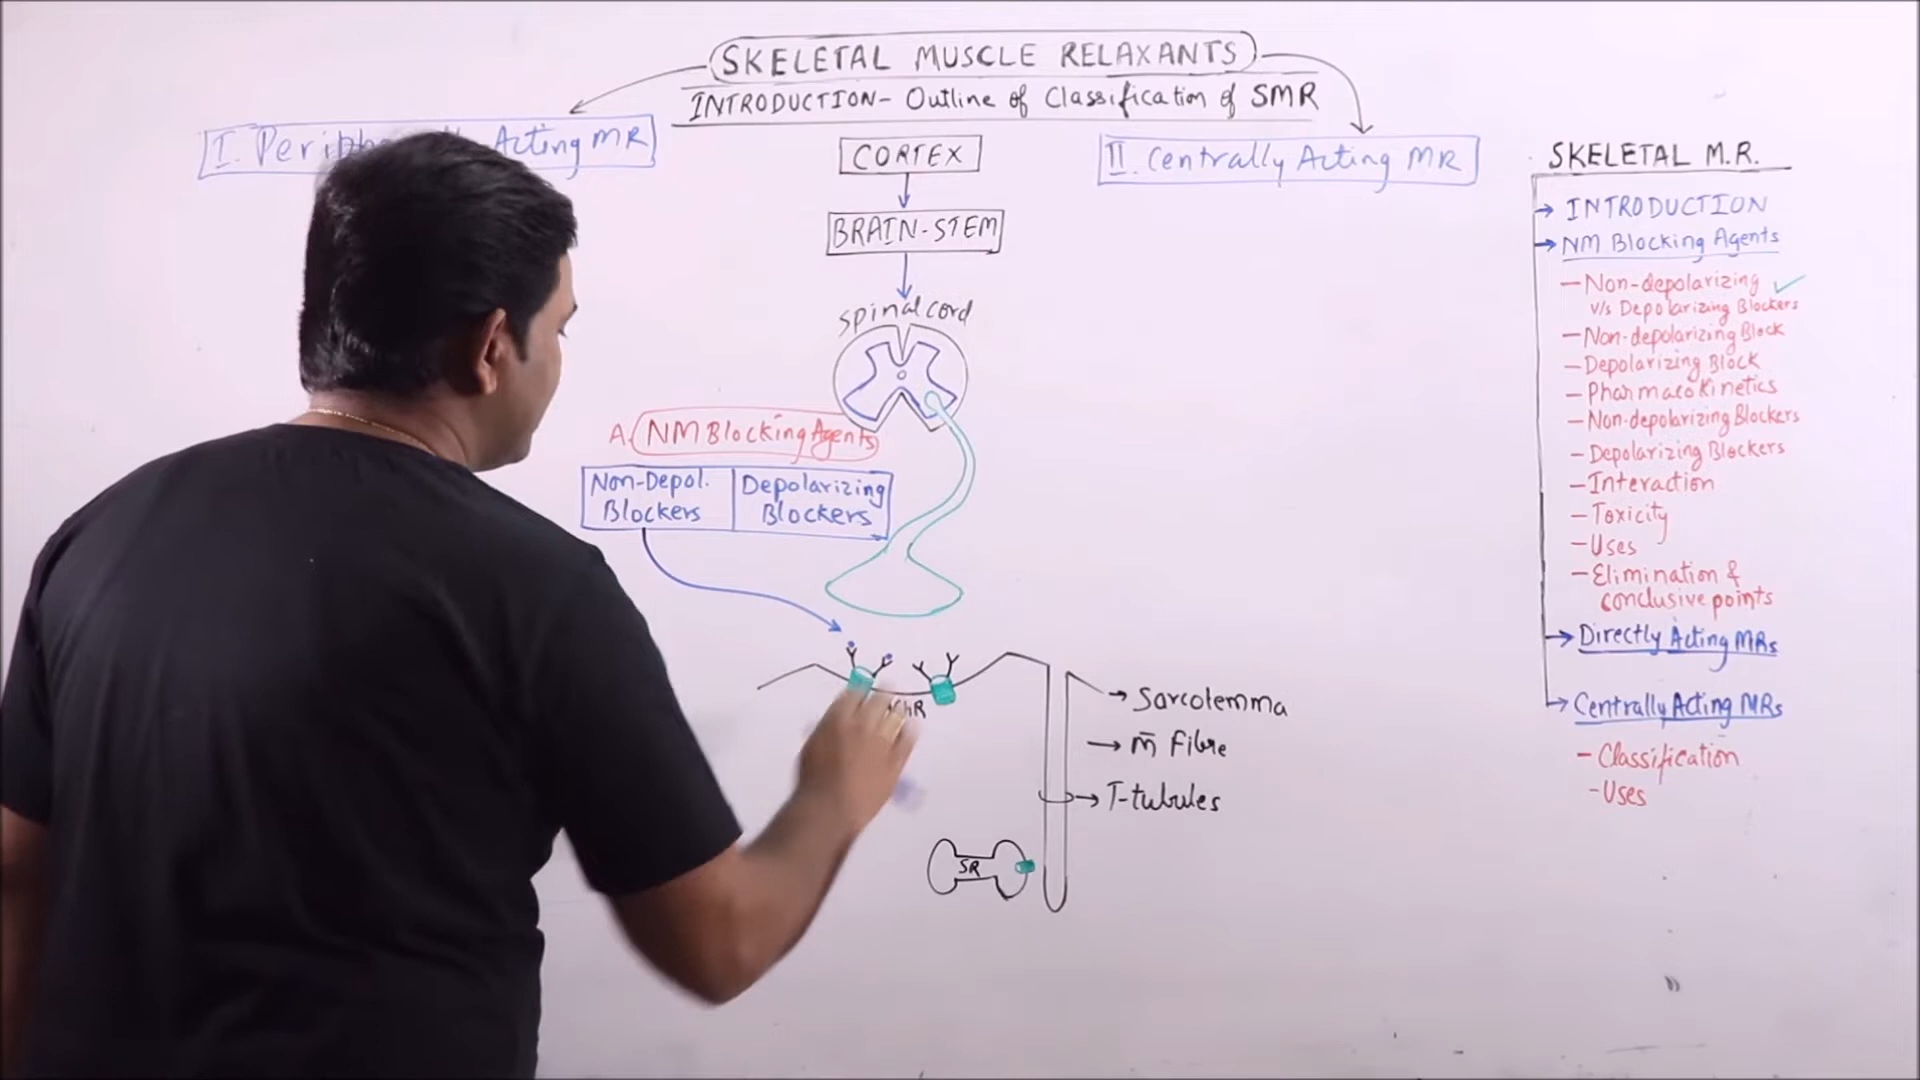 SKELETAL MUSCLE RELAXANTS
INTRODUCTION- Outline of Classification of SMR
I. Acting MR
CORTEX
II. Centrally Acting MR
BRAIN-STEM
spinal cord
A. NM Blocking Agents
Non-Depol. Blockers
Depolarizing Blockers
Sarcolemma
m̄ Fibre
T-tubules
SR
SKELETAL M.R.
INTRODUCTION
NM Blocking Agents
- Non-depolarizing ✓
v/s Depolarizing Blockers
- Non-depolarizing Block
- Depolarizing Block
- Pharmacokinetics
- Non-depolarizing Blockers
- Depolarizing Blockers
- Interaction
- Toxicity
- Uses
- Elimination &
conclusive points
Directly Acting MRs
Centrally Acting MRs
- Classification
- Uses